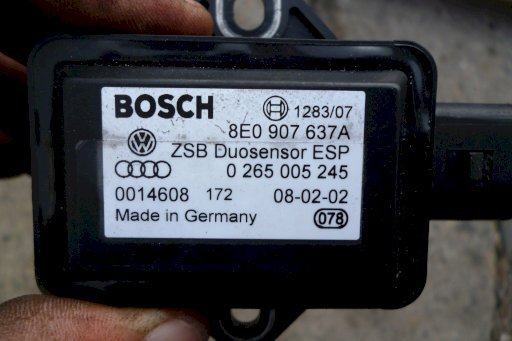 BOSCH 1283/07
8E0 907 637A
ZSB Duosensor ESP
0 265 005 245
0014608 172 08-02-02
Made in Germany 078